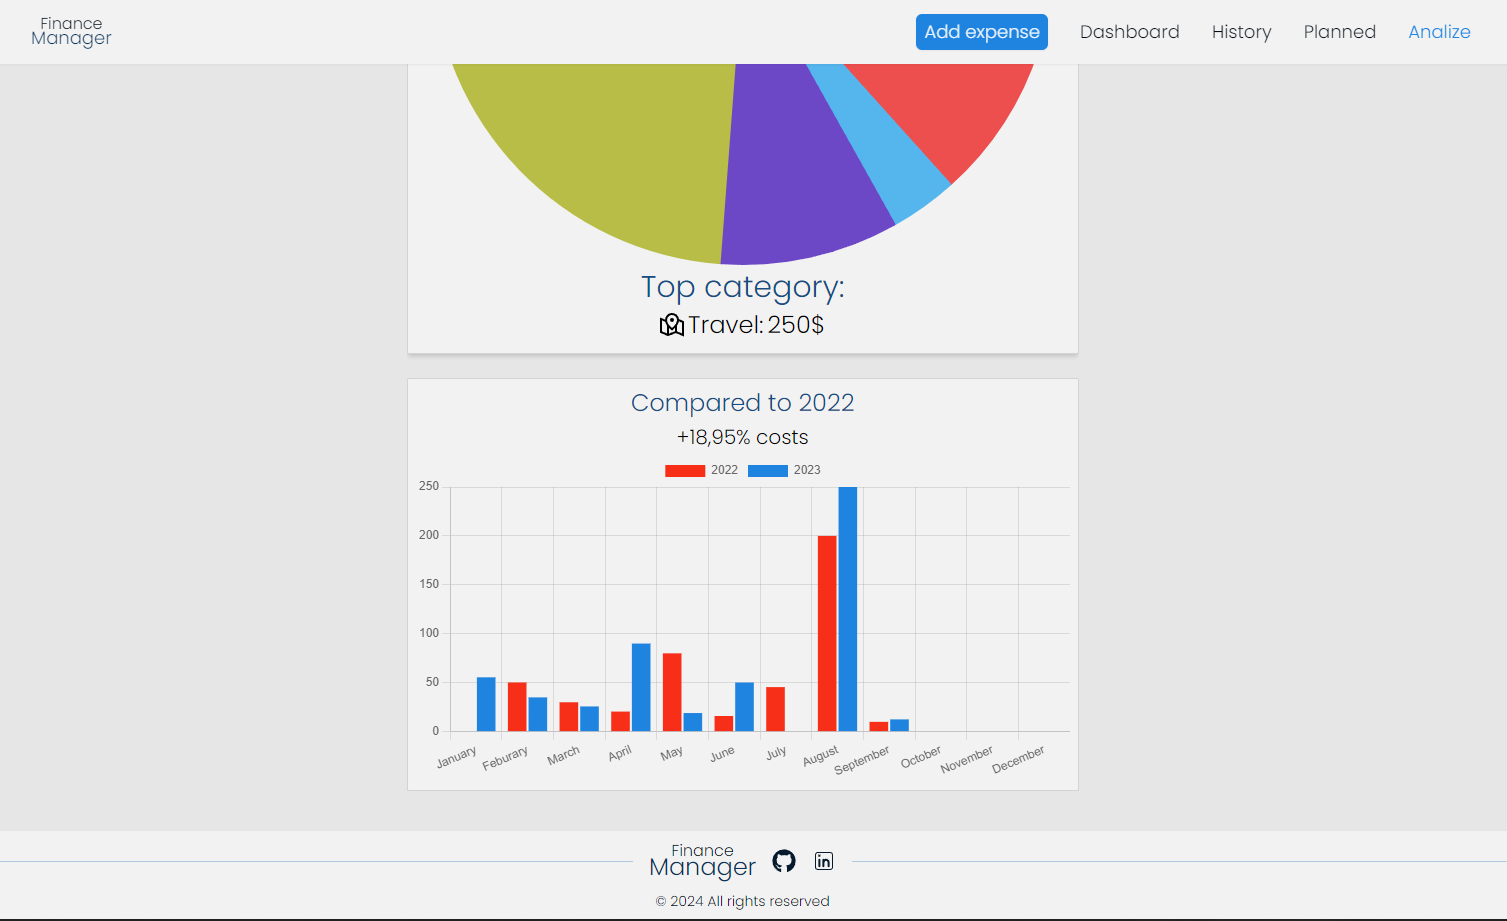 Finance
Manager
Add expense
Dashboard
History
Planned
Analize
Top category:
Travel: 250$
Compared to 2022
+18,95% costs
2022
2023
250
200
150
100
50
0
January
Feburary
March
April
May
June
July
August
September
October
November
December
Finance
Manager
in
© 2024 All rights reserved